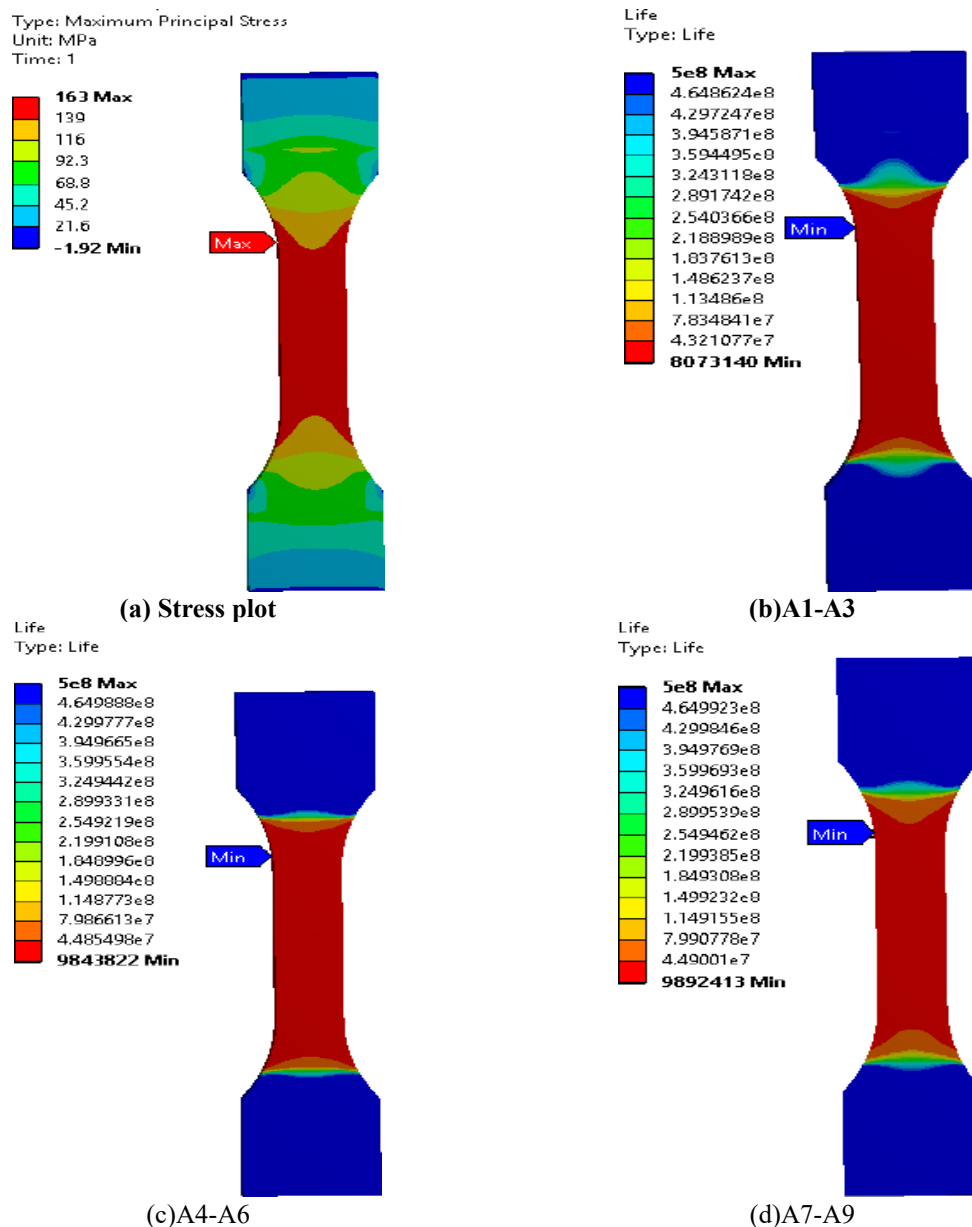 Type: Maximum Principal Stress
Unit: MPa
Time: 1
163 Max
139
116
92.3
68.8
45.2
21.6
-1.92 Min
Max
(a) Stress plot
Life
Type: Life
5e8 Max
4.648624e8
4.297247e8
3.945871e8
3.594495e8
3.243118e8
2.891742e8
2.540366e8
2.188989e8
1.837613e8
1.486237e8
1.13486e8
7.834841e7
4.321077e7
8073140 Min
Min
(b)A1-A3
Life
Type: Life
5e8 Max
4.649888e8
4.299777e8
3.949665e8
3.599554e8
3.249442e8
2.899331e8
2.549219e8
2.199108e8
1.848996e8
1.498884e8
1.148773e8
7.986613e7
4.485498e7
9843822 Min
Min
(c)A4-A6
Life
Type: Life
5e8 Max
4.649923e8
4.299846e8
3.949769e8
3.599693e8
3.249616e8
2.899539e8
2.549462e8
2.199385e8
1.849308e8
1.499232e8
1.149155e8
7.990778e7
4.49001e7
9892413 Min
Min
(d)A7-A9